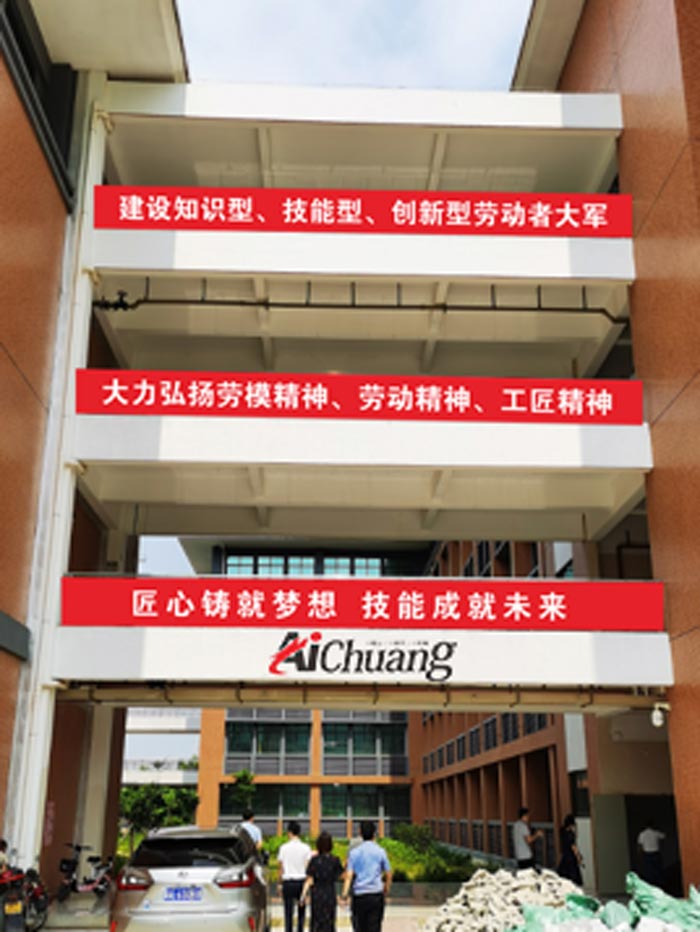 建设知识型、技能型、创新型劳动者大军
大力弘扬劳模精神、劳动精神、工匠精神
匠心铸就梦想 技能成就未来
AiChuang